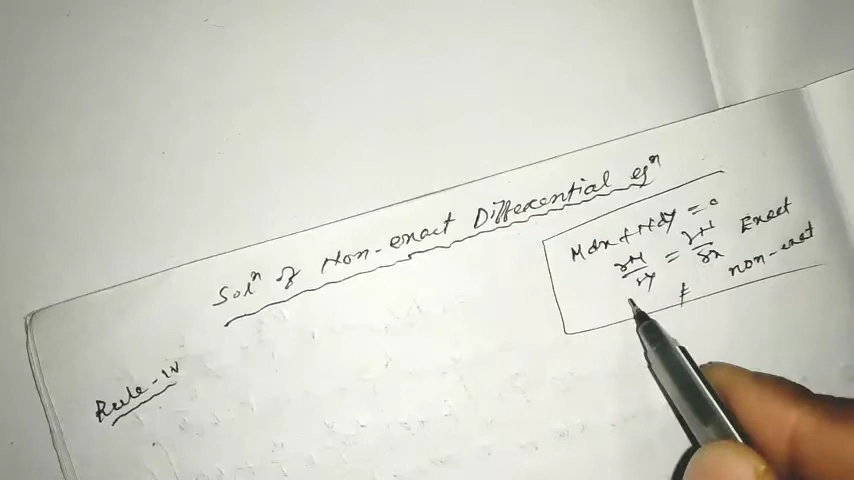 Solⁿ of Non-exact Differential eqⁿ
Mdx + Ndy = 0
∂M/∂y = ∂N/∂x Exact
≠ non-exact
Rule-IV